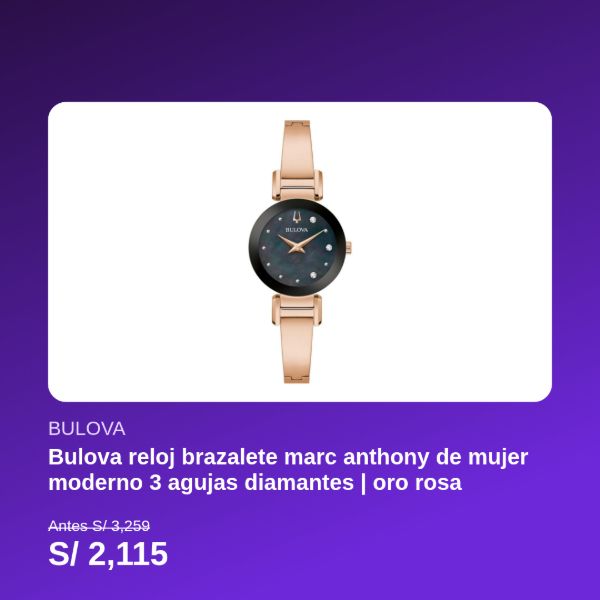 BULOVA
BULOVA
Bulova reloj brazalete marc anthony de mujer
moderno 3 agujas diamantes | oro rosa
Antes S/ 3,259
S/ 2,115